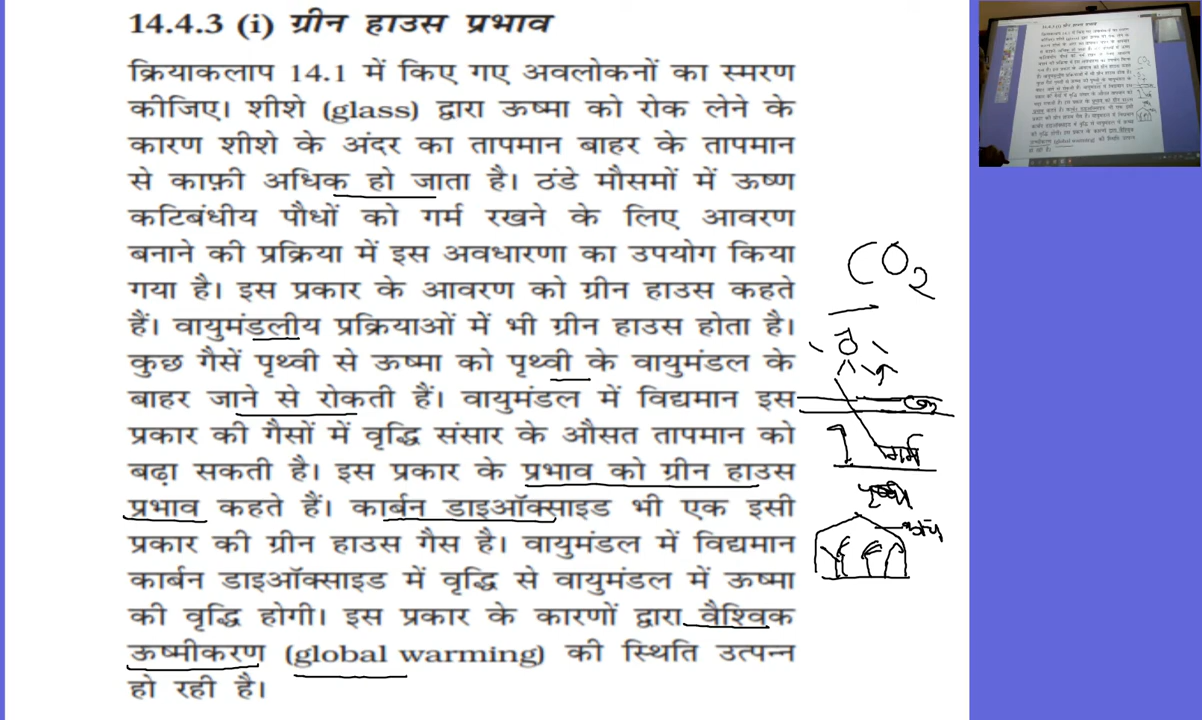 14.4.3 (i) ग्रीन हाउस प्रभाव
क्रियाकलाप 14.1 में किए गए अवलोकनों का स्मरण
कीजिए। शीशे (glass) द्वारा ऊष्मा को रोक लेने के
कारण शीशे के अंदर का तापमान बाहर के तापमान
से काफ़ी अधिक हो जाता है। ठंडे मौसमों में ऊष्ण
कटिबंधीय पौधों को गर्म रखने के लिए आवरण
बनाने की प्रक्रिया में इस अवधारणा का उपयोग किया
गया है। इस प्रकार के आवरण को ग्रीन हाउस कहते
हैं। वायुमंडलीय प्रक्रियाओं में भी ग्रीन हाउस होता है।
कुछ गैसें पृथ्वी से ऊष्मा को पृथ्वी के वायुमंडल के
बाहर जाने से रोकती हैं। वायुमंडल में विद्यमान इस
प्रकार की गैसों में वृद्धि संसार के औसत तापमान को
बढ़ा सकती है। इस प्रकार के प्रभाव को ग्रीन हाउस
प्रभाव कहते हैं। कार्बन डाइऑक्साइड भी एक इसी
प्रकार की ग्रीन हाउस गैस है। वायुमंडल में विद्यमान
कार्बन डाइऑक्साइड में वृद्धि से वायुमंडल में ऊष्मा
की वृद्धि होगी। इस प्रकार के कारणों द्वारा वैश्विक
ऊष्मीकरण (global warming) की स्थिति उत्पन्न
हो रही है।
CO2
गर्म
पृथ्वी
काँच